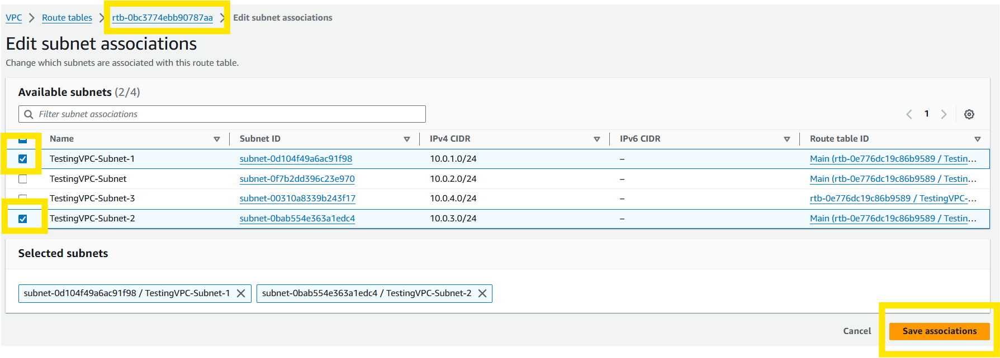 VPC > Route tables > rtb-0bc3774ebb90787aa > Edit subnet associations
Edit subnet associations
Change which subnets are associated with this route table.
Available subnets (2/4)
Filter subnet associations
1
Name Subnet ID IPv4 CIDR IPv6 CIDR Route table ID
TestingVPC-Subnet-1 subnet-0d104f49a6ac91f98 10.0.1.0/24 – Main (rtb-0e776dc19c86b9589 / Testin...
TestingVPC-Subnet subnet-0f7b2dd396c23e970 10.0.2.0/24 – Main (rtb-0e776dc19c86b9589 / Testin...
TestingVPC-Subnet-3 subnet-00310a8339b243f17 10.0.4.0/24 – rtb-0e776dc19c86b9589 / TestingVPC-...
TestingVPC-Subnet-2 subnet-0bab554e363a1edc4 10.0.3.0/24 – Main (rtb-0e776dc19c86b9589 / Testin...
Selected subnets
subnet-0d104f49a6ac91f98 / TestingVPC-Subnet-1 subnet-0bab554e363a1edc4 / TestingVPC-Subnet-2
Cancel Save associations